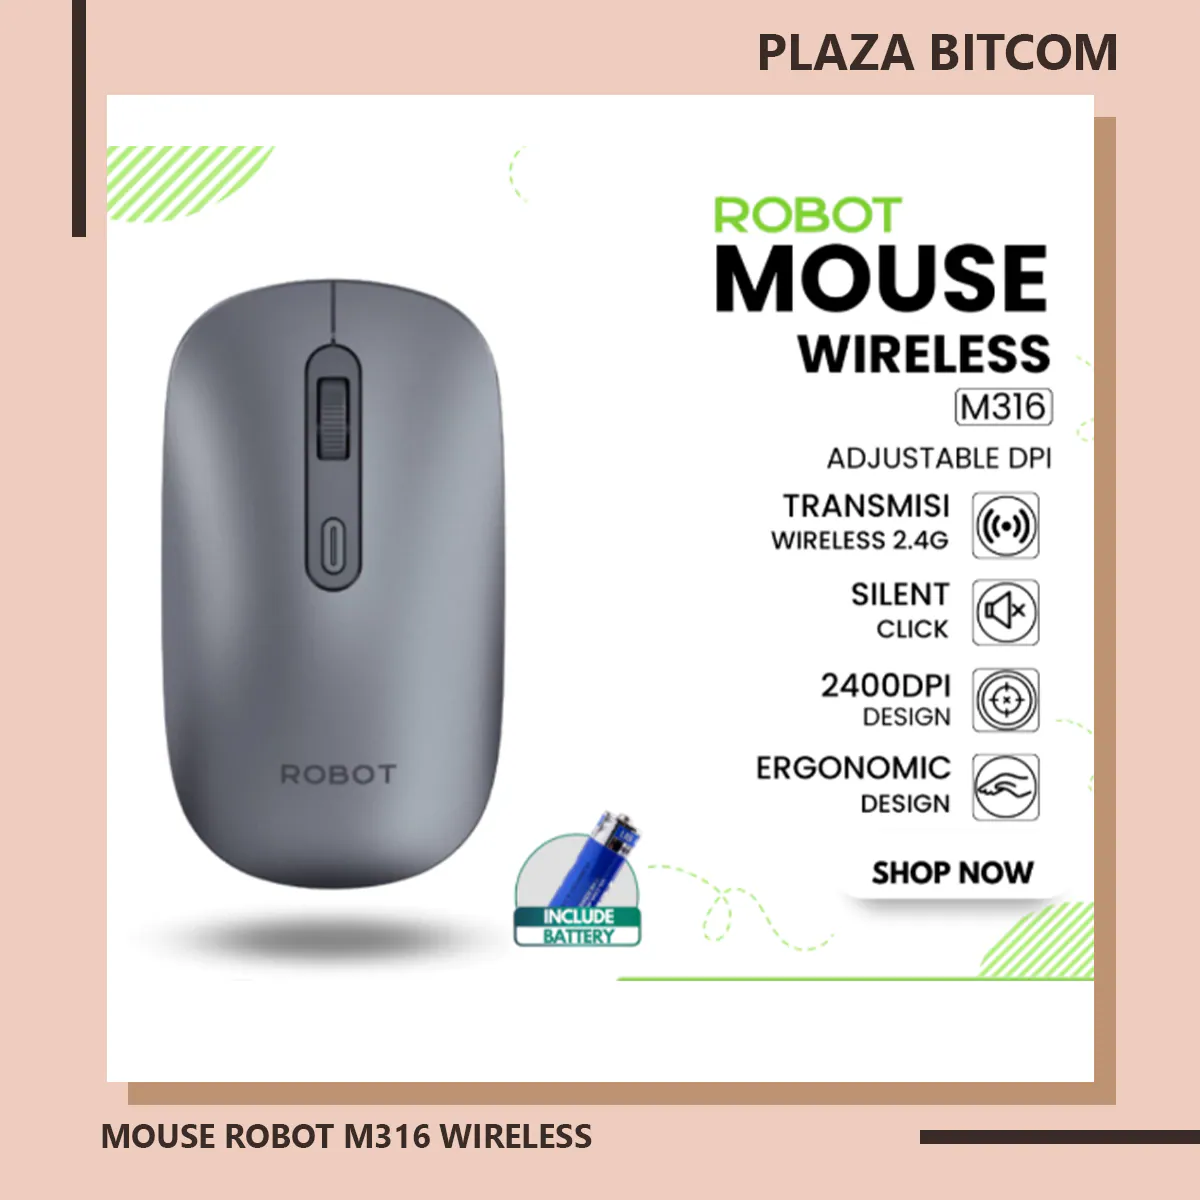 PLAZA BITCOM
ROBOT
MOUSE
WIRELESS
M316
ADJUSTABLE DPI
TRANSMISI
WIRELESS 2.4G
SILENT
CLICK
2400DPI
DESIGN
ERGONOMIC
DESIGN
SHOP NOW
ROBOT
INCLUDE
BATTERY
MOUSE ROBOT M316 WIRELESS